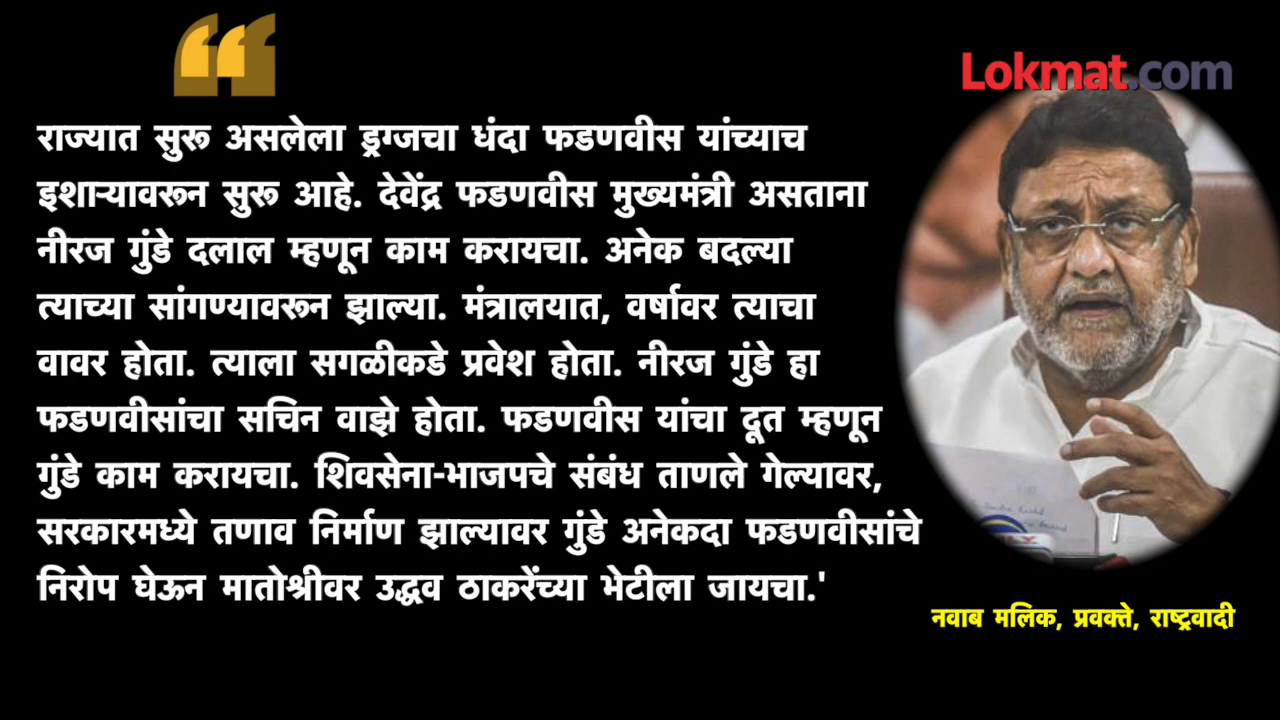 Lokmat.com
राज्यात सुरू असलेला ड्रग्जचा धंदा फडणवीस यांच्याच
इशाऱ्यावरून सुरू आहे. देवेंद्र फडणवीस मुख्यमंत्री असताना
नीरज गुंडे दलाल म्हणून काम करायचा. अनेक बदल्या
त्याच्या सांगण्यावरून झाल्या. मंत्रालयात, वर्षावर त्याचा
वावर होता. त्याला सगळीकडे प्रवेश होता. नीरज गुंडे हा
फडणवीसांचा सचिन वाझे होता. फडणवीस यांचा दूत म्हणून
गुंडे काम करायचा. शिवसेना-भाजपचे संबंध ताणले गेल्यावर,
सरकारमध्ये तणाव निर्माण झाल्यावर गुंडे अनेकदा फडणवीसांचे
निरोप घेऊन मातोश्रीवर उद्धव ठाकरेंच्या भेटीला जायचा.'
नवाब मलिक, प्रवक्ते, राष्ट्रवादी